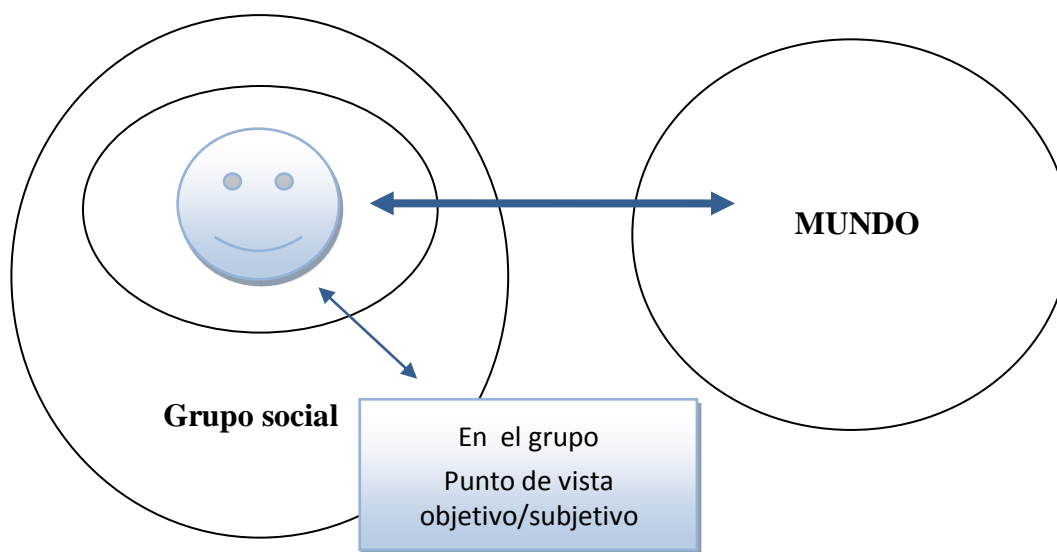 MUNDO
Grupo social
En el grupo
Punto de vista
objetivo/subjetivo